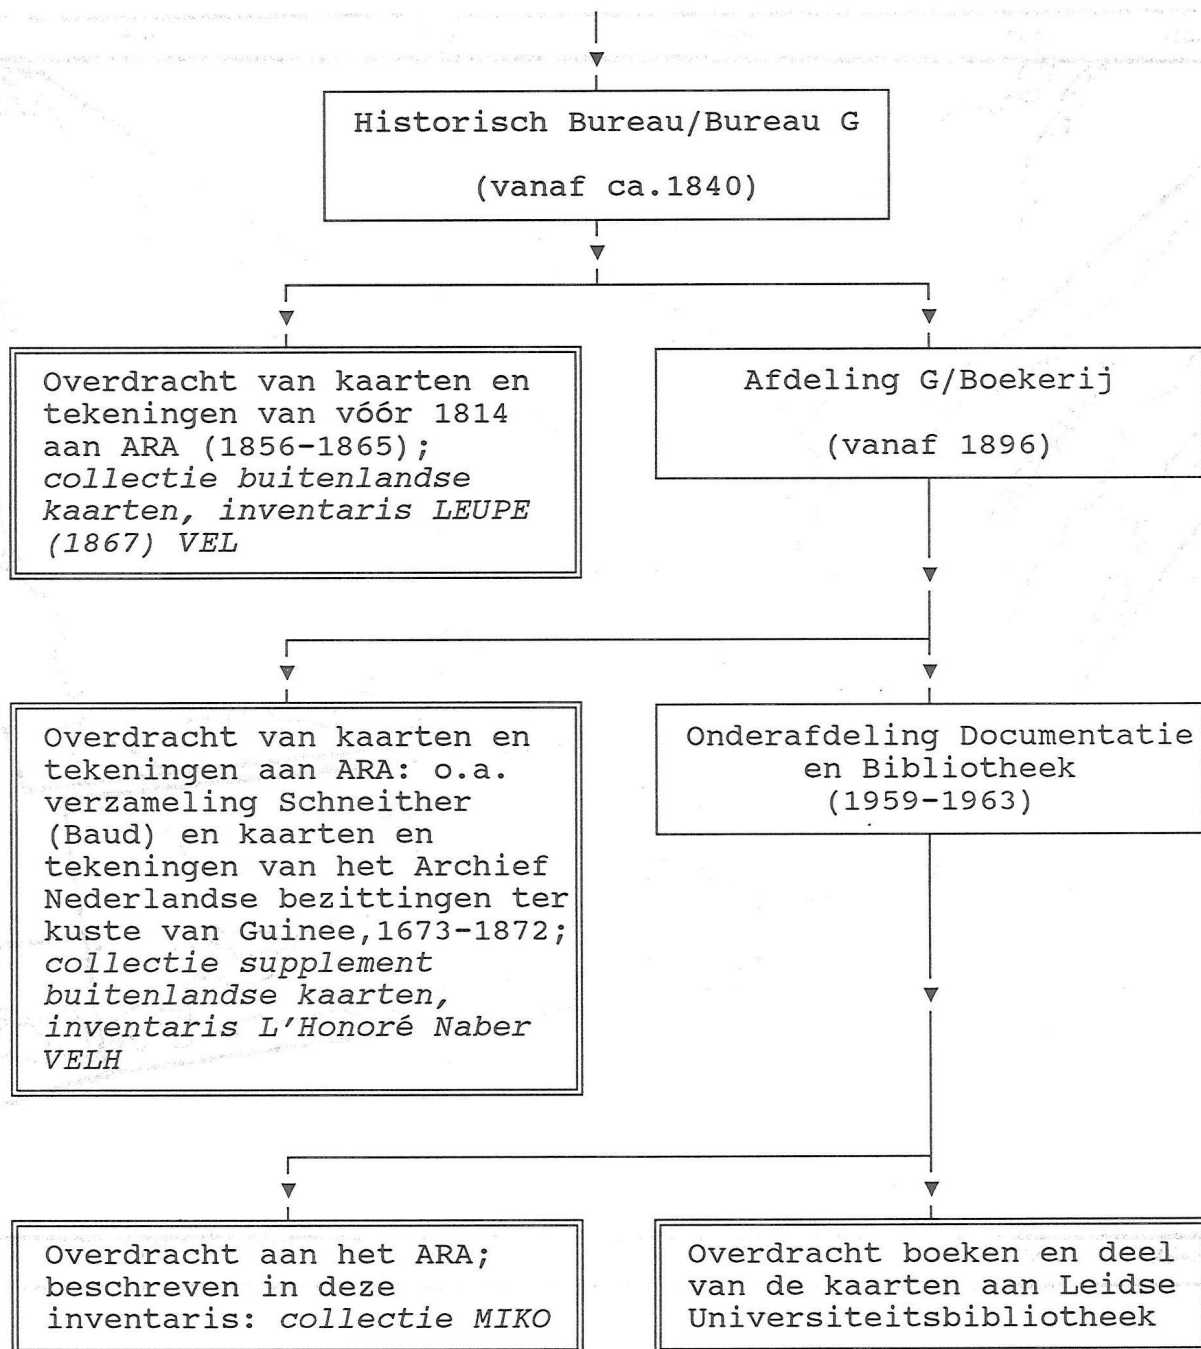 Historisch Bureau/Bureau G
(vanaf ca.1840)
Overdracht van kaarten en
tekeningen van vóór 1814
aan ARA (1856-1865);
collectie buitenlandse
kaarten, inventaris LEUPE
(1867) VEL
Afdeling G/Boekerij
(vanaf 1896)
Overdracht van kaarten en
tekeningen aan ARA: o.a.
verzameling Schneither
(Baud) en kaarten en
tekeningen van het Archief
Nederlandse bezittingen ter
kuste van Guinee,1673-1872;
collectie supplement
buitenlandse kaarten,
inventaris L'Honoré Naber
VELH
Onderafdeling Documentatie
en Bibliotheek
(1959-1963)
Overdracht aan het ARA;
beschreven in deze
inventaris: collectie MIKO
Overdracht boeken en deel
van de kaarten aan Leidse
Universiteitsbibliotheek